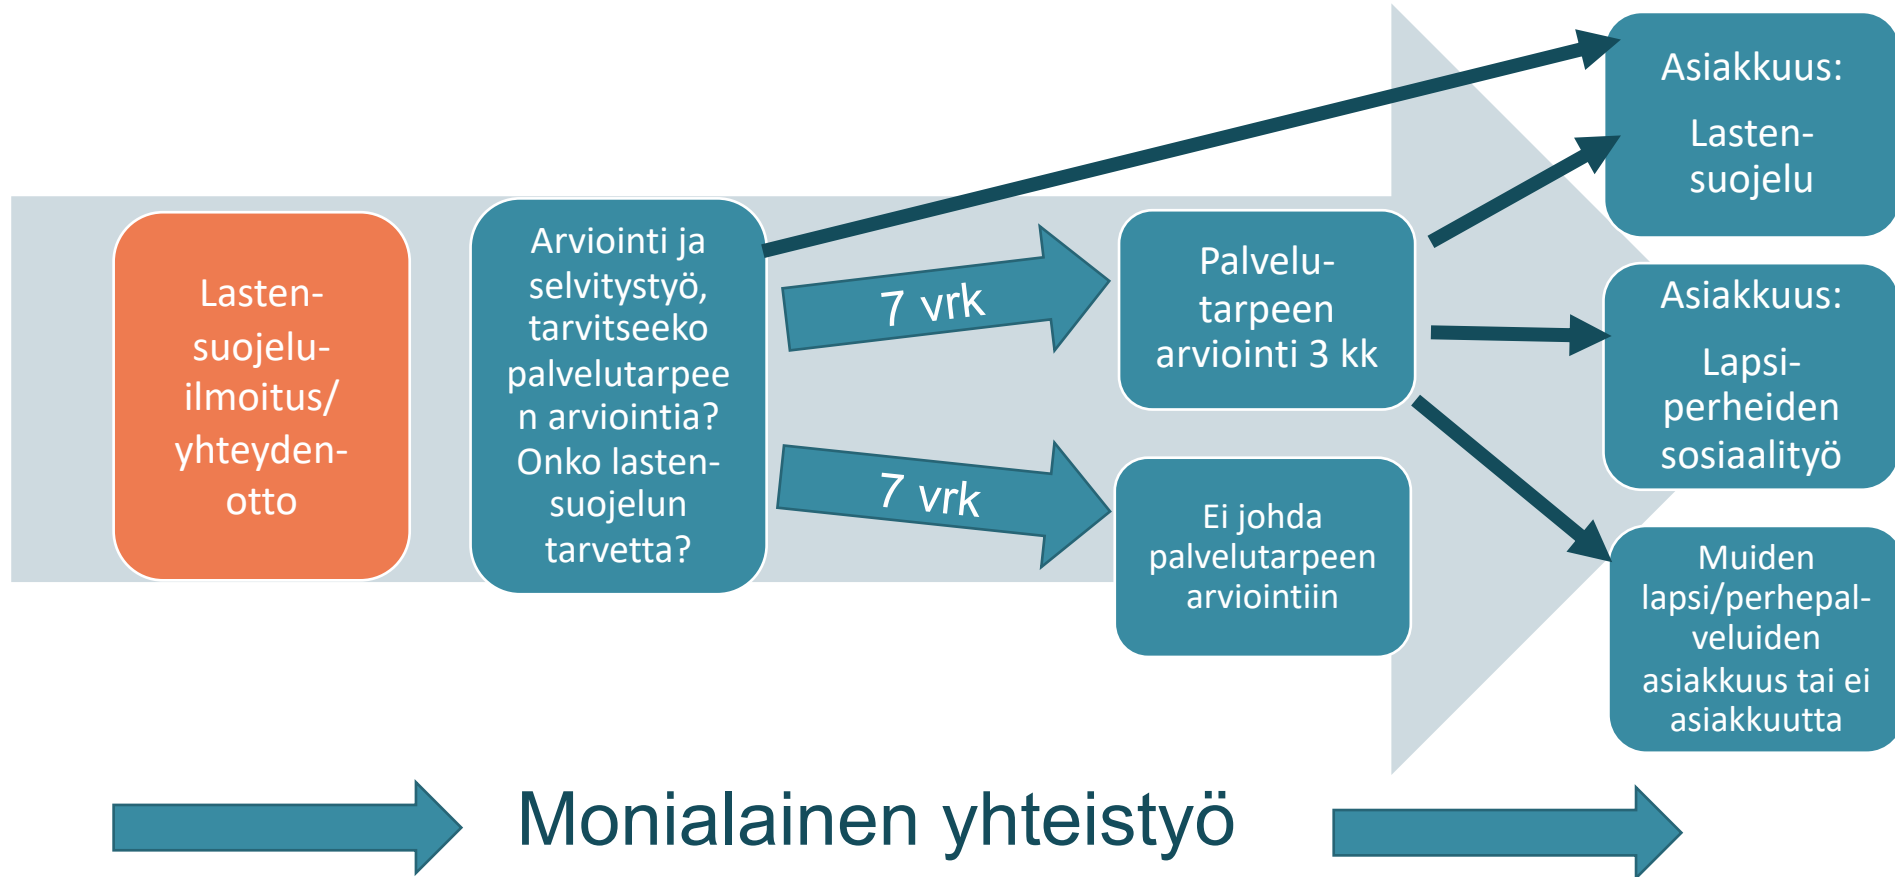 Lasten-
suojelu-
ilmoitus/
yhteyden-
otto
Arviointi ja
selvitystyö,
tarvitseeko
palvelutarpee
n arviointia?
Onko lasten-
suojelun
tarvetta?
7 vrk
7 vrk
Palvelu-
tarpeen
arviointi 3 kk
Ei johda
palvelutarpeen
arviointiin
Asiakkuus:
Lasten-
suojelu
Asiakkuus:
Lapsi-
perheiden
sosiaalityö
Muiden
lapsi/perhepal-
veluiden
asiakkuus tai ei
asiakkuutta
Monialainen yhteistyö